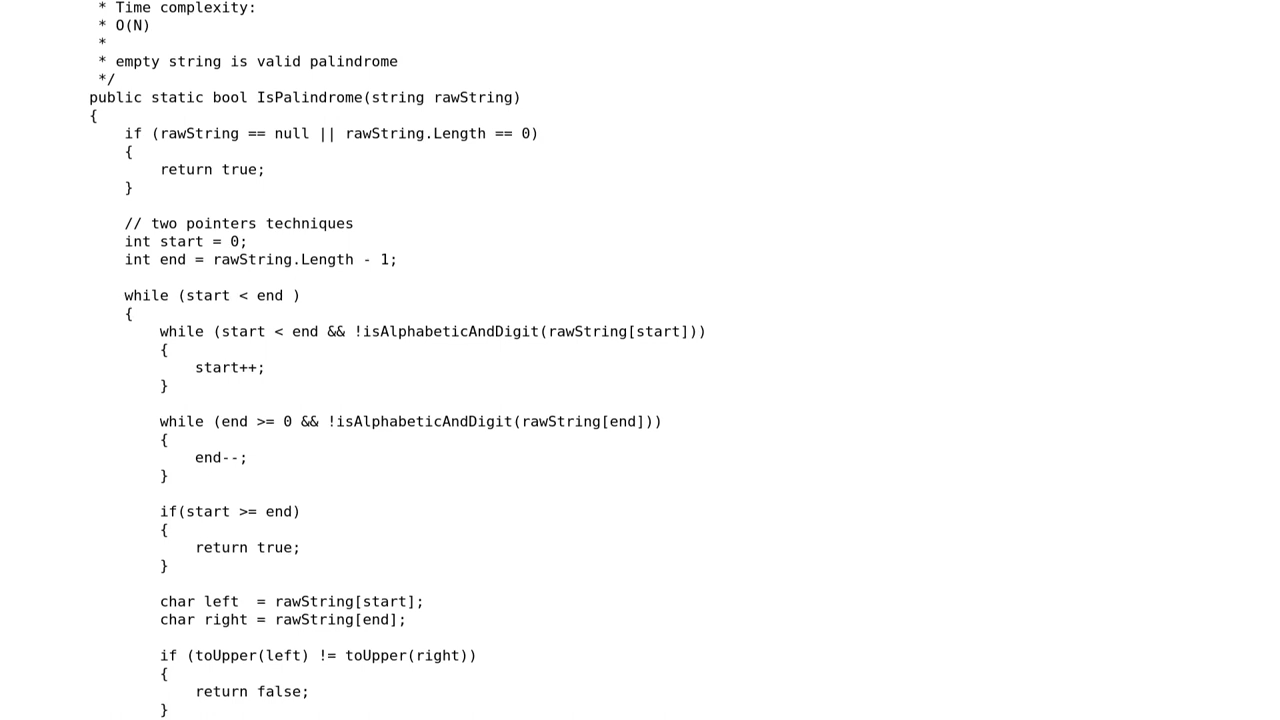 * Time complexity:
 * O(N)
 *
 * empty string is valid palindrome
 */
public static bool IsPalindrome(string rawString)
{
    if (rawString == null || rawString.Length == 0)
    {
        return true;
    }

    // two pointers techniques
    int start = 0;
    int end = rawString.Length - 1;

    while (start < end )
    {
        while (start < end && !isAlphabeticAndDigit(rawString[start]))
        {
            start++;
        }

        while (end >= 0 && !isAlphabeticAndDigit(rawString[end]))
        {
            end--;
        }

        if(start >= end)
        {
            return true;
        }

        char left  = rawString[start];
        char right = rawString[end];

        if (toUpper(left) != toUpper(right))
        {
            return false;
        }